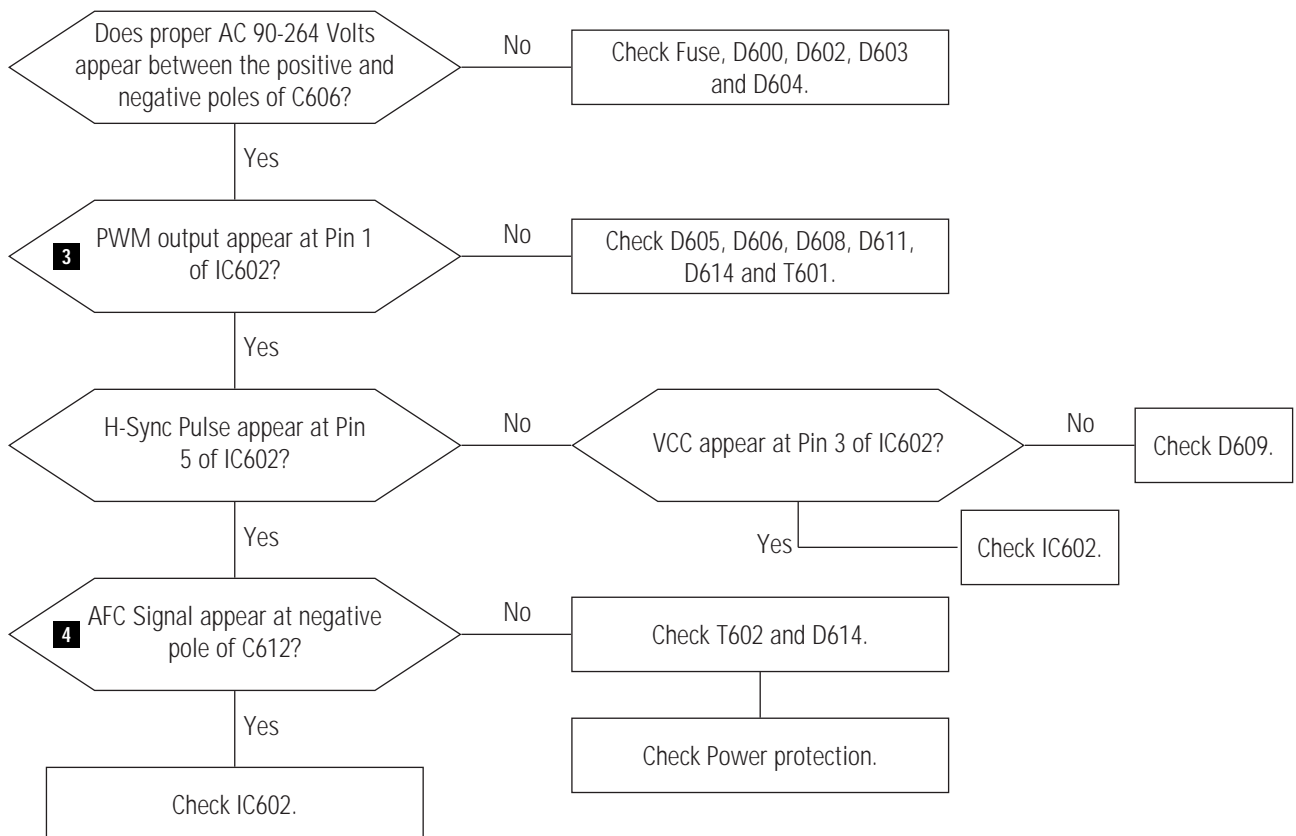 Does proper AC 90-264 Volts
appear between the positive and
negative poles of C606?
No
Check Fuse, D600, D602, D603
and D604.
Yes
3
PWM output appear at Pin 1
of IC602?
No
Check D605, D606, D608, D611,
D614 and T601.
Yes
H-Sync Pulse appear at Pin
5 of IC602?
No
VCC appear at Pin 3 of IC602?
No
Check D609.
Yes
Yes
Check IC602.
4
AFC Signal appear at negative
pole of C612?
No
Check T602 and D614.
Yes
Check Power protection.
Check IC602.